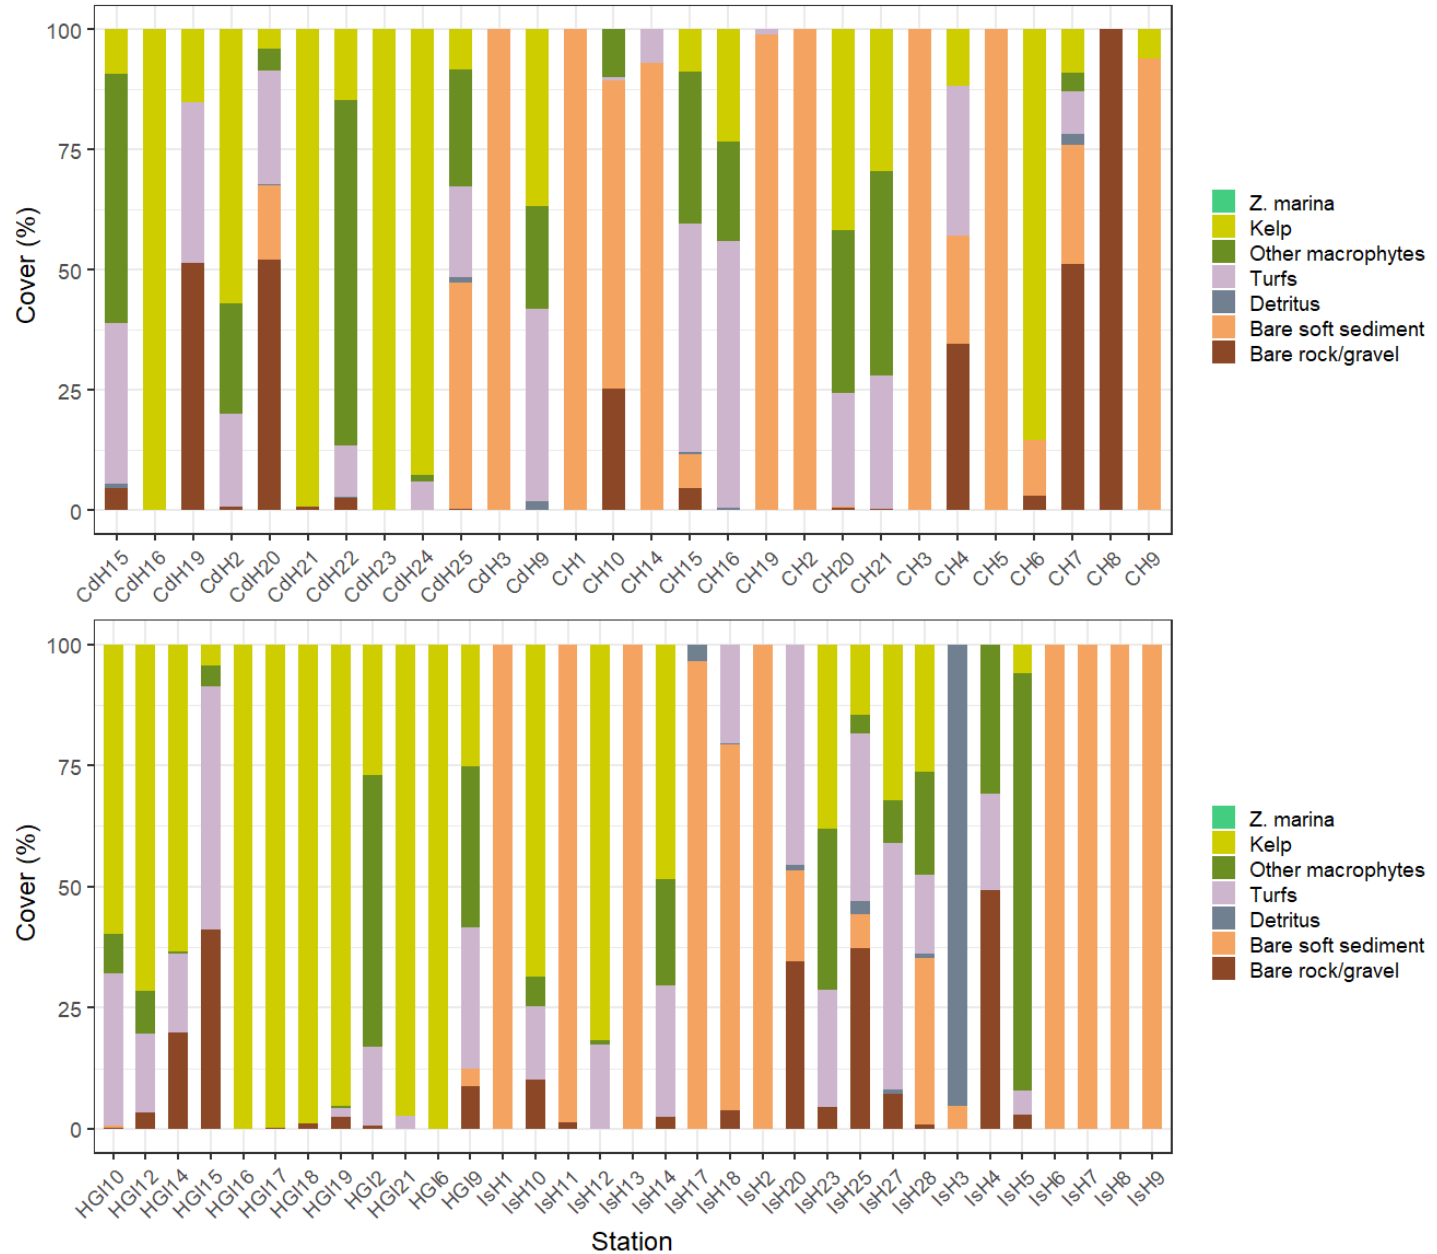 Cover (%)
100
75
50
25
0
CdH15 CdH16 CdH19 CdH2 CdH20 CdH21 CdH22 CdH23 CdH24 CdH25 CdH3 CdH9 CH1 CH10 CH14 CH15 CH16 CH19 CH2 CH20 CH21 CH3 CH4 CH5 CH6 CH7 CH8 CH9
Z. marina
Kelp
Other macrophytes
Turfs
Detritus
Bare soft sediment
Bare rock/gravel
Cover (%)
100
75
50
25
0
HGI10 HGI12 HGI14 HGI15 HGI16 HGI17 HGI18 HGI19 HGI2 HGI21 HGI6 HGI9 IsH1 IsH10 IsH11 IsH12 IsH13 IsH14 IsH17 IsH18 IsH2 IsH20 IsH23 IsH25 IsH27 IsH28 IsH3 IsH4 IsH5 IsH6 IsH7 IsH8 IsH9
Station
Z. marina
Kelp
Other macrophytes
Turfs
Detritus
Bare soft sediment
Bare rock/gravel